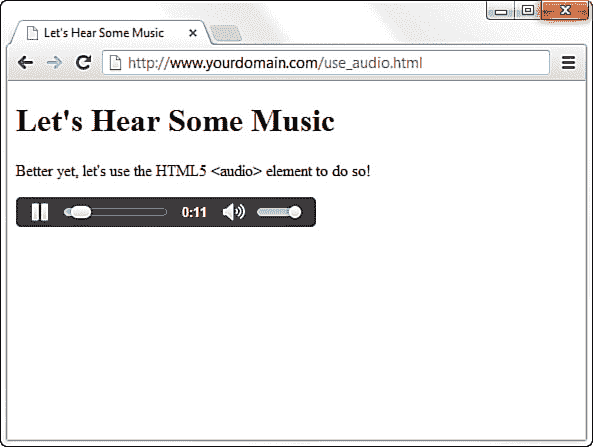 Let's Hear Some Music
http://www.yourdomain.com/use_audio.html
Let's Hear Some Music
Better yet, let's use the HTML5 <audio> element to do so!
0:11